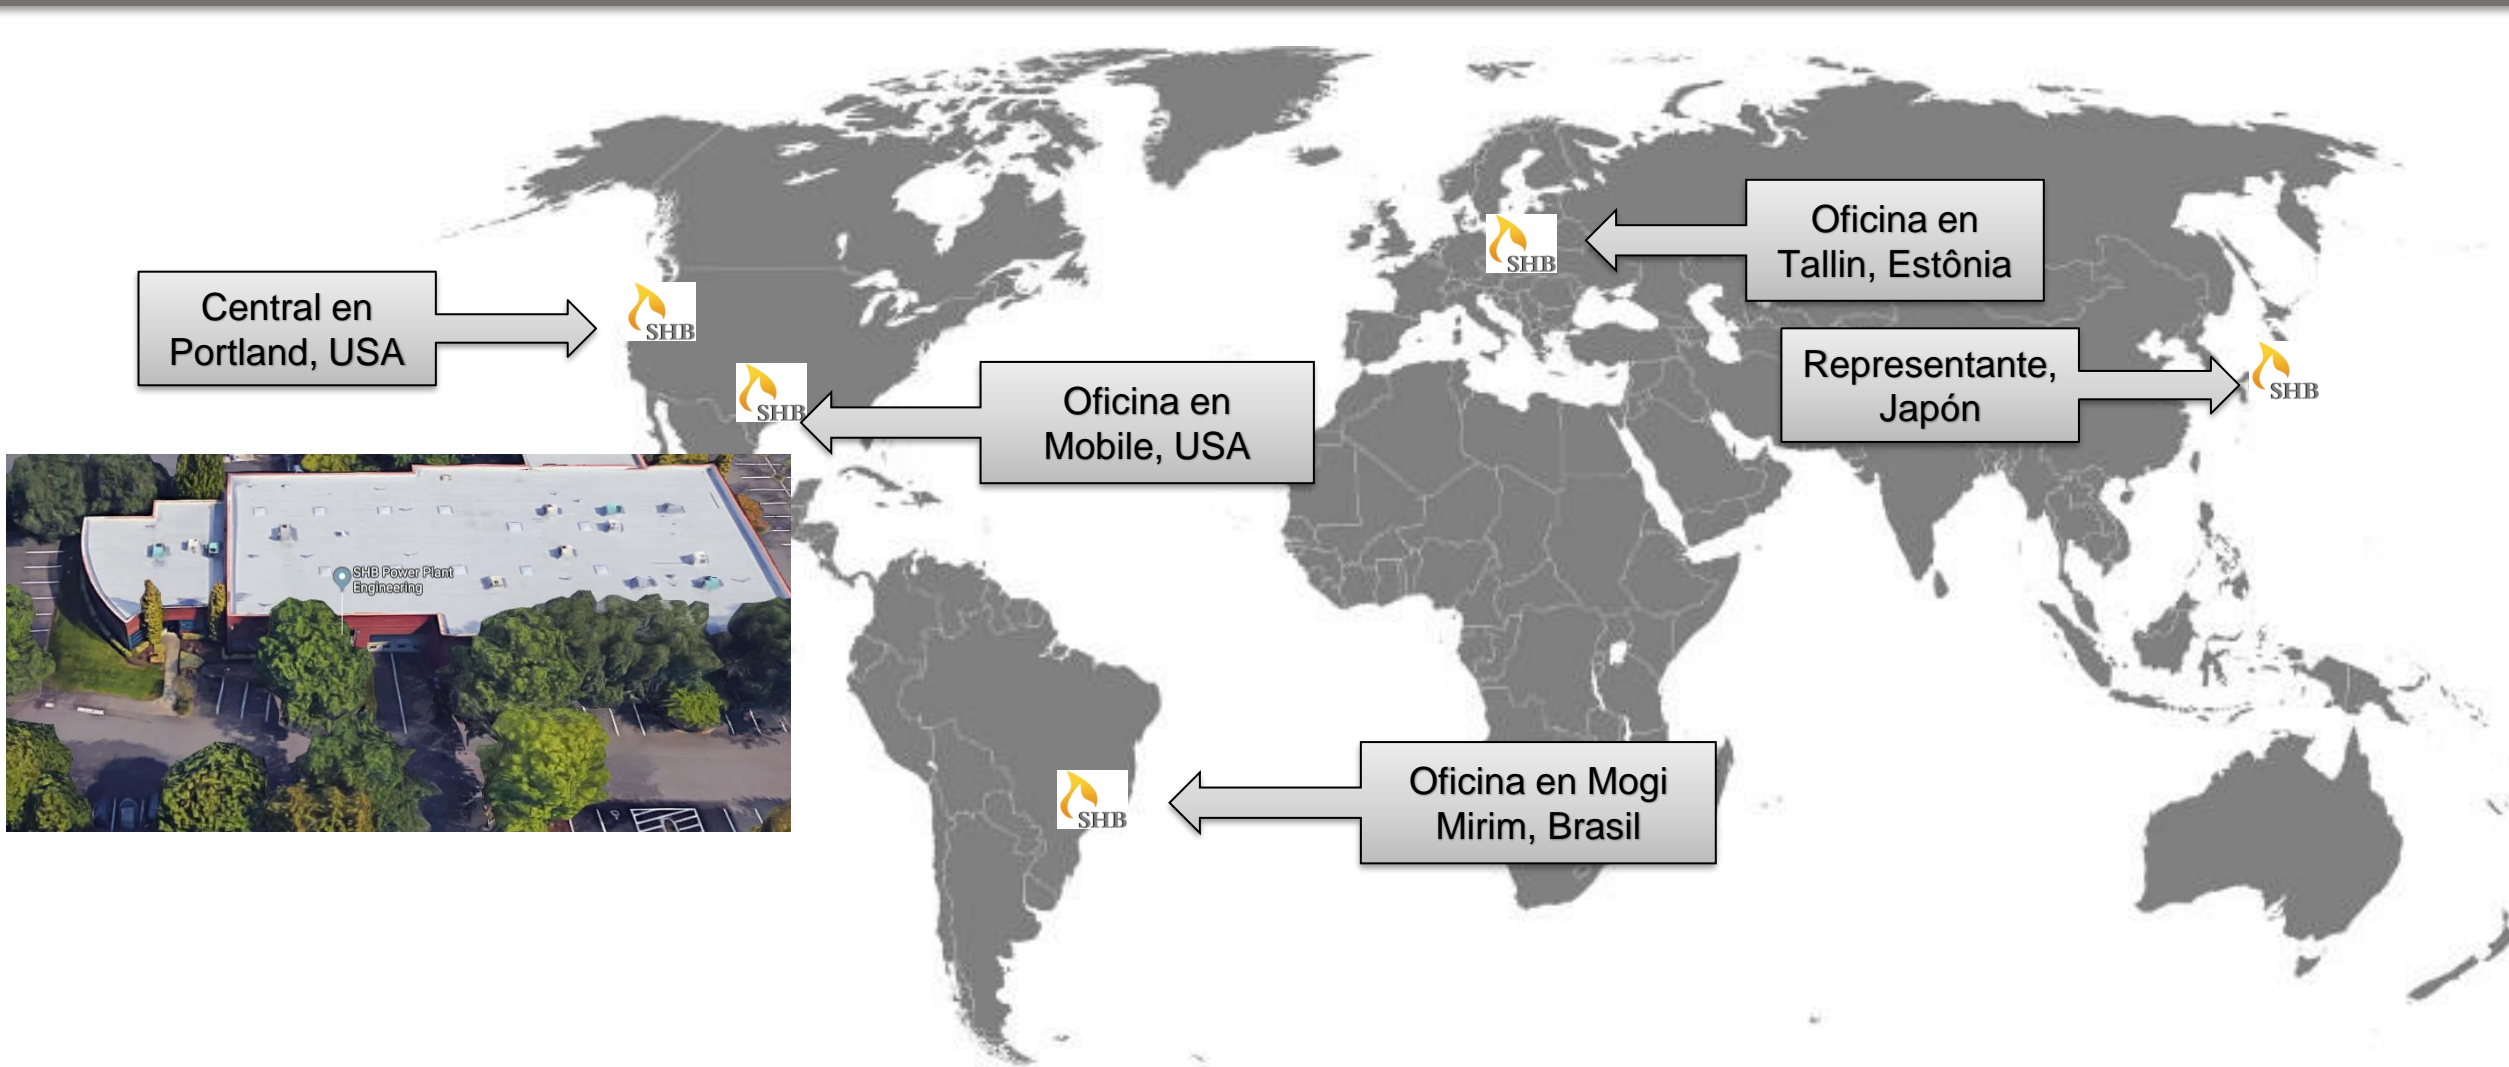 Oficina en
Tallin, Estônia
SHB
Central en
Portland, USA
SHB
Representante,
Japón
SHB
Oficina en
Mobile, USA
SHB
SHB Power Plant
Engineering
Oficina en Mogi
Mirim, Brasil
SHB